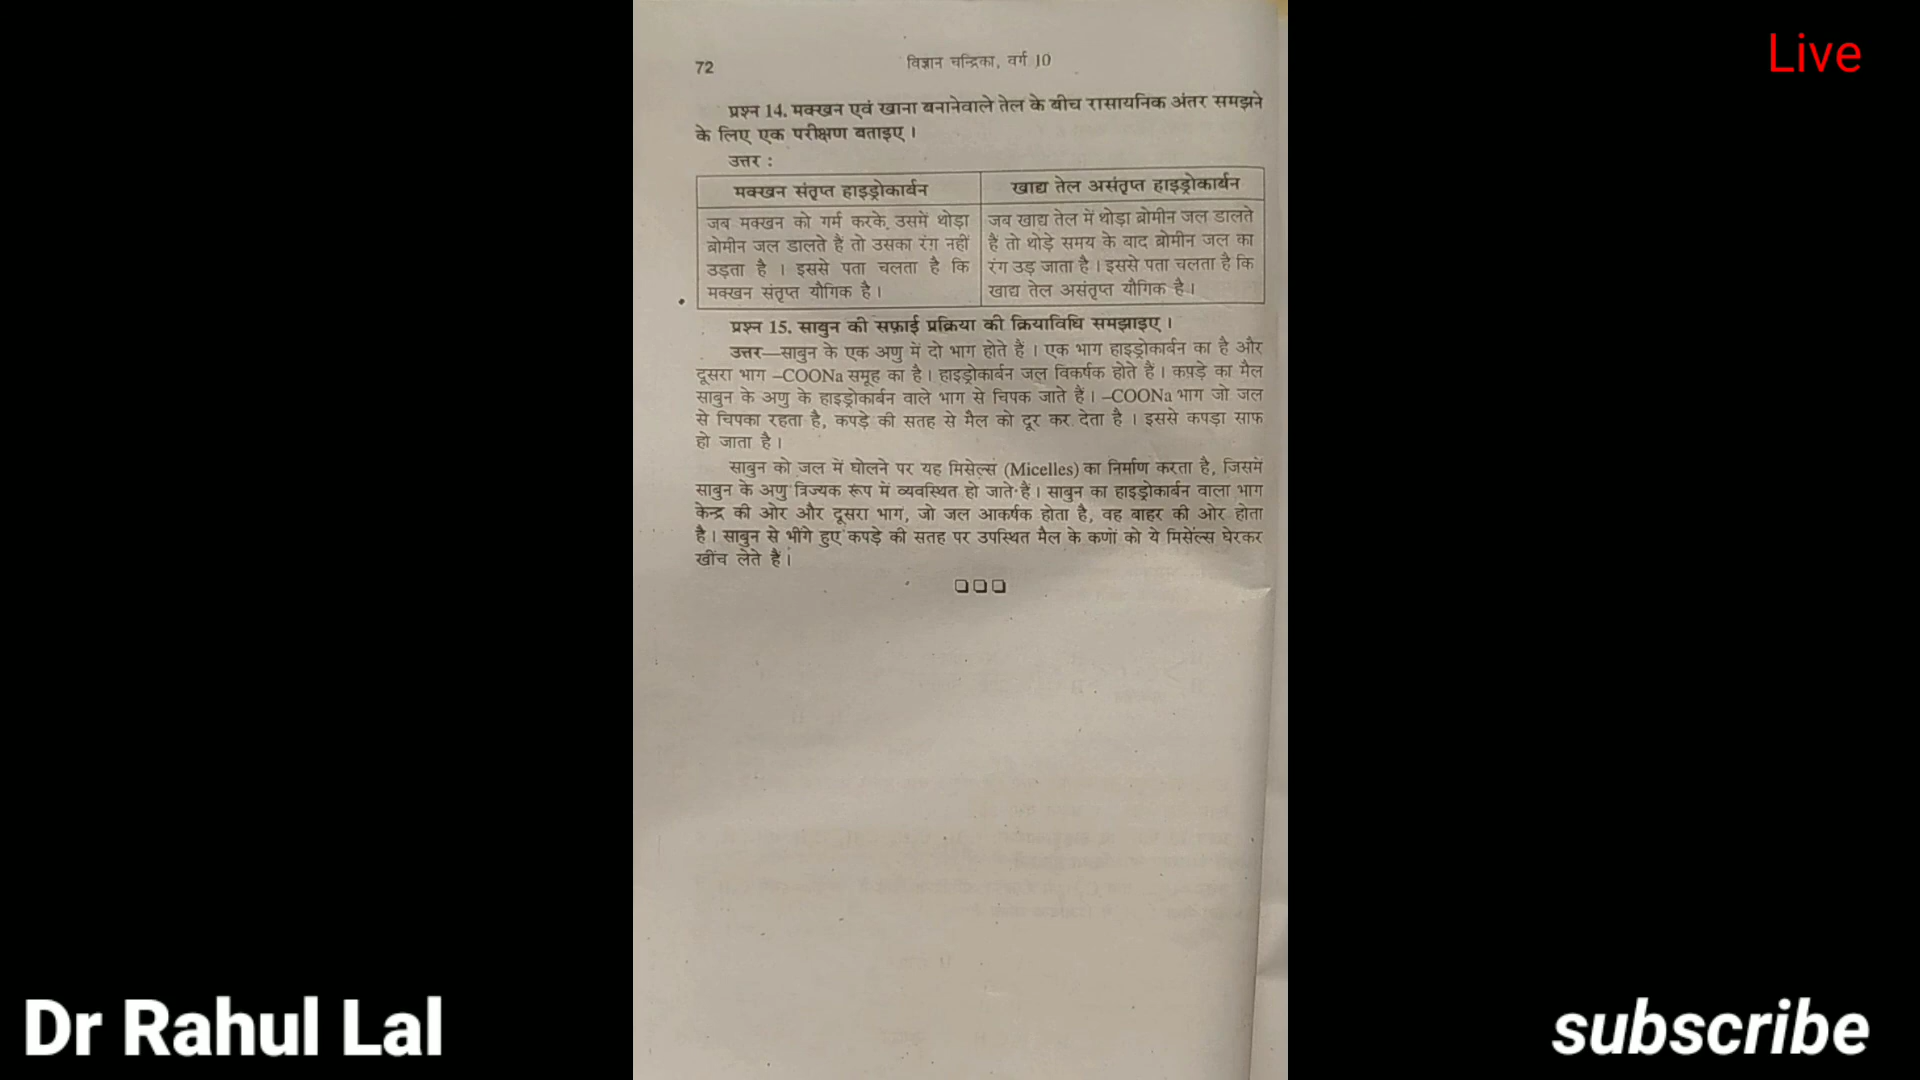 Live
72
विज्ञान चन्द्रिका, वर्ग 10
प्रश्न 14. मक्खन एवं खाना बनानेवाले तेल के बीच रासायनिक अंतर समझने
के लिए एक परीक्षण बताइए ।
उत्तर :
मक्खन संतृप्त हाइड्रोकार्बन
जब मक्खन को गर्म करके उसमें थोड़ा
ब्रोमीन जल डालते हैं तो उसका रंग नहीं
उड़ता है । इससे पता चलता है कि
मक्खन संतृप्त यौगिक है ।
खाद्य तेल असंतृप्त हाइड्रोकार्बन
जब खाद्य तेल में थोड़ा ब्रोमीन जल डालते
हैं तो थोड़े समय के बाद ब्रोमीन जल का
रंग उड़ जाता है । इससे पता चलता है कि
खाद्य तेल असंतृप्त यौगिक है ।
प्रश्न 15. साबुन की सफ़ाई प्रक्रिया की क्रियाविधि समझाइए ।
उत्तर—साबुन के एक अणु में दो भाग होते हैं । एक भाग हाइड्रोकार्बन का है और
दूसरा भाग –COONa समूह का है । हाइड्रोकार्बन जल विकर्षक होते हैं । कपड़े का मैल
साबुन के अणु के हाइड्रोकार्बन वाले भाग से चिपक जाते हैं । –COONa भाग जो जल
से चिपका रहता है, कपड़े की सतह से मैल को दूर कर देता है । इससे कपड़ा साफ
हो जाता है ।
साबुन को जल में घोलने पर यह मिसेल्स (Micelles) का निर्माण करता है, जिसमें
साबुन के अणु त्रिज्यक रूप में व्यवस्थित हो जाते हैं । साबुन का हाइड्रोकार्बन वाला भाग
केन्द्र की ओर और दूसरा भाग, जो जल आकर्षक होता है, वह बाहर की ओर होता
है । साबुन से भींगे हुए कपड़े की सतह पर उपस्थित मैल के कणों को ये मिसेल्स घेरकर
खींच लेते हैं ।
Dr Rahul Lal
subscribe